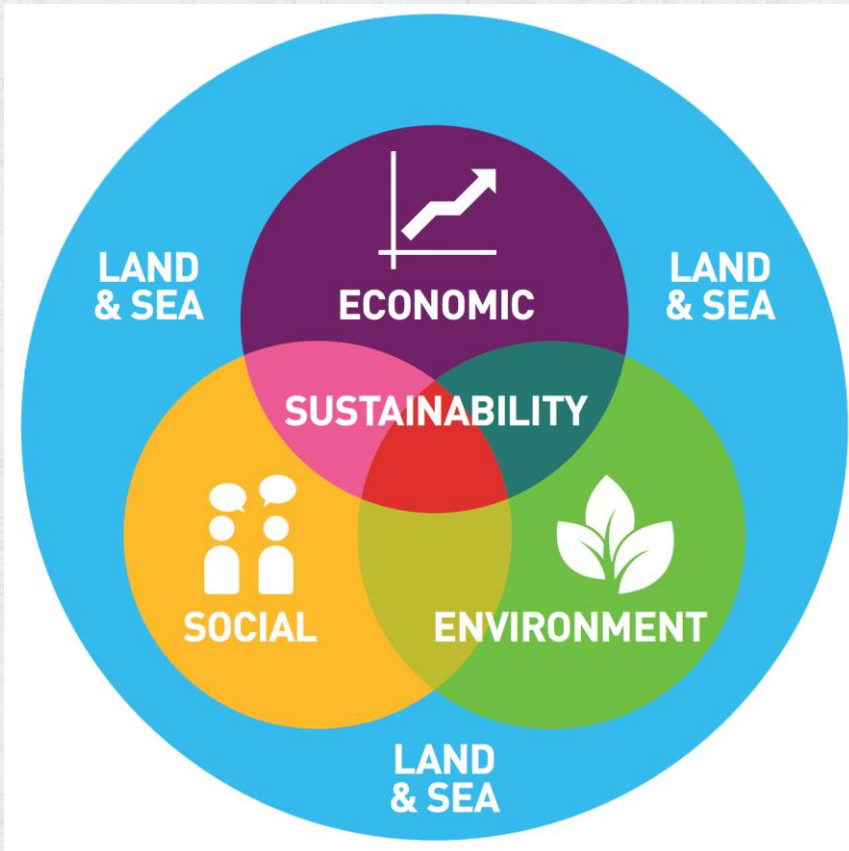 LAND
& SEA
LAND
& SEA
ECONOMIC
SUSTAINABILITY
SOCIAL
ENVIRONMENT
LAND
& SEA